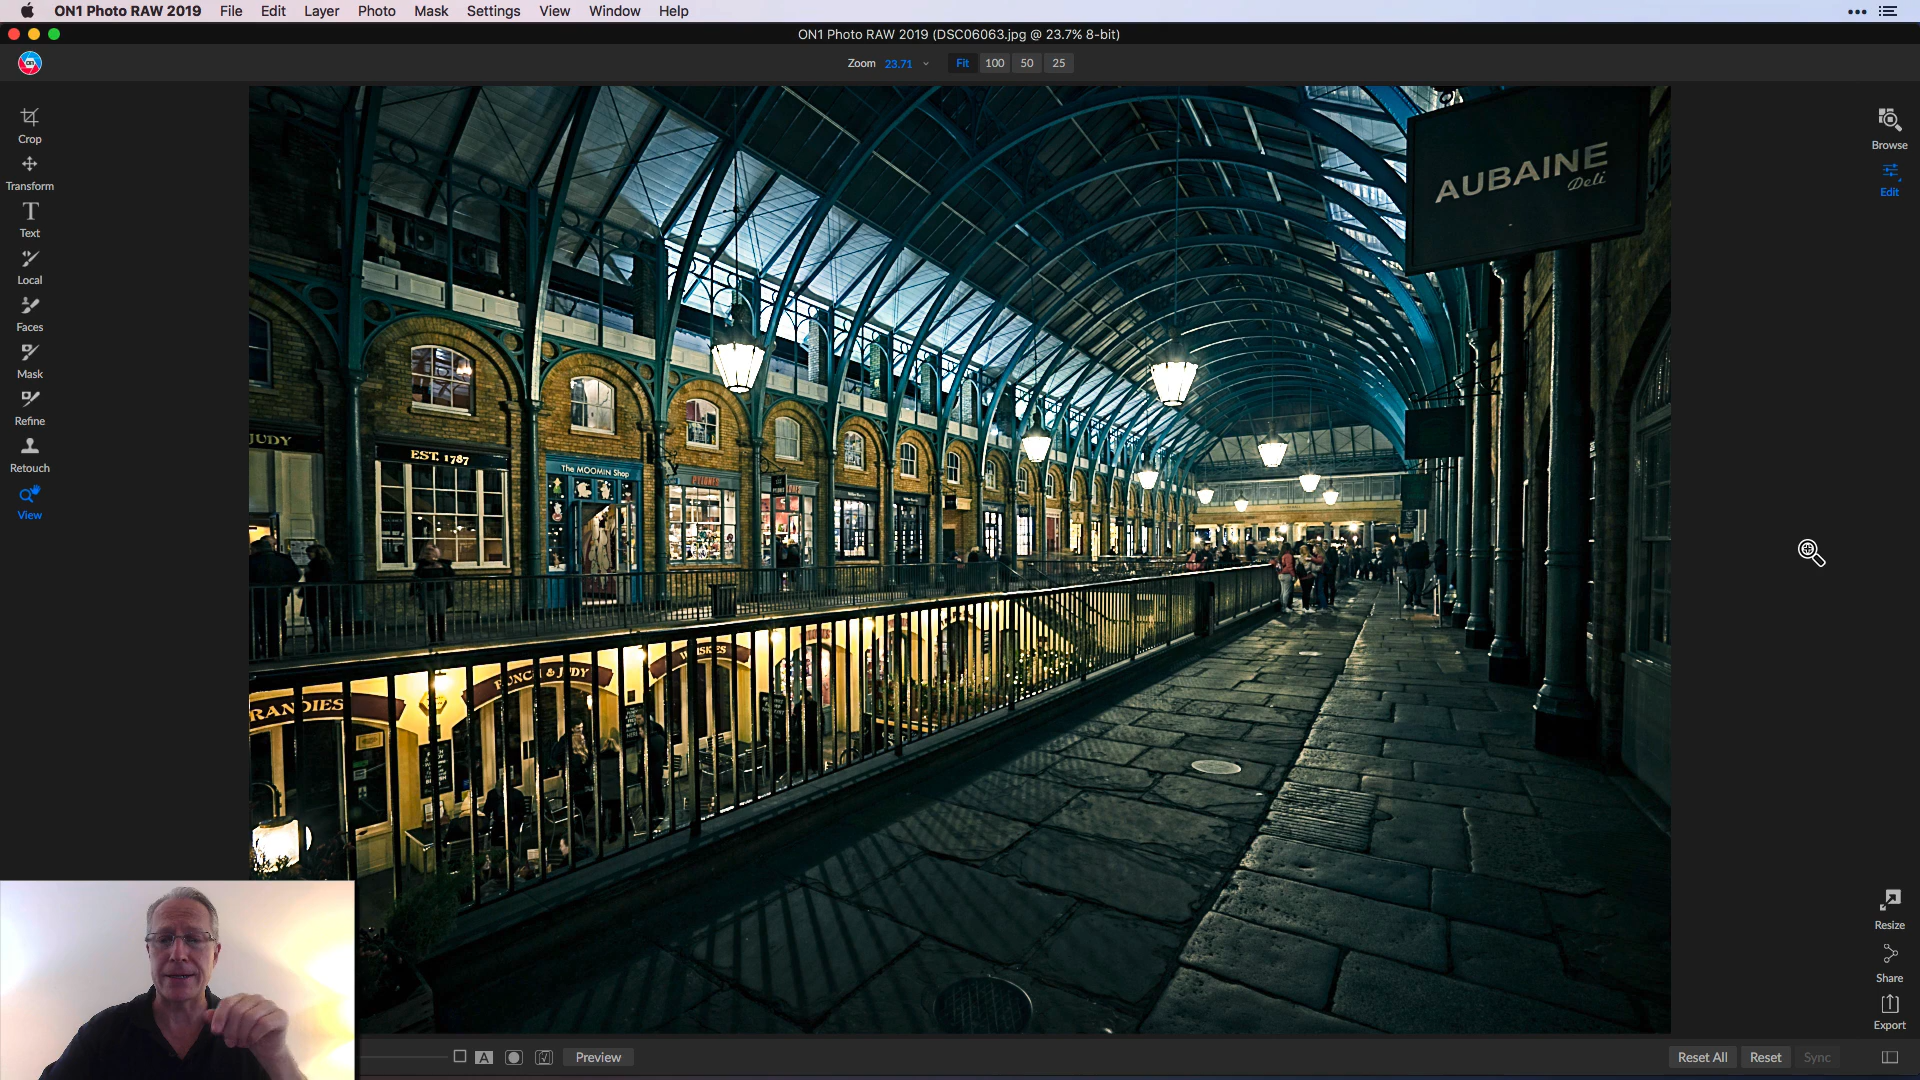 ON1 Photo RAW 2019 File Edit Layer Photo Mask Settings View Window Help
ON1 Photo RAW 2019 (DSC06063.jpg @ 23.7% 8-bit)
Zoom 23.71 Fit 100 50 25
Crop
Transform
Text
Local
Faces
Mask
Refine
Retouch
View
Browse
Edit
AUBAINE
Deli
JUDY
EST. 1787
The MOOMIN Shop
RANDIES
PUNCH & JUDY
Resize
Share
Export
A
Preview
Reset All Reset Sync